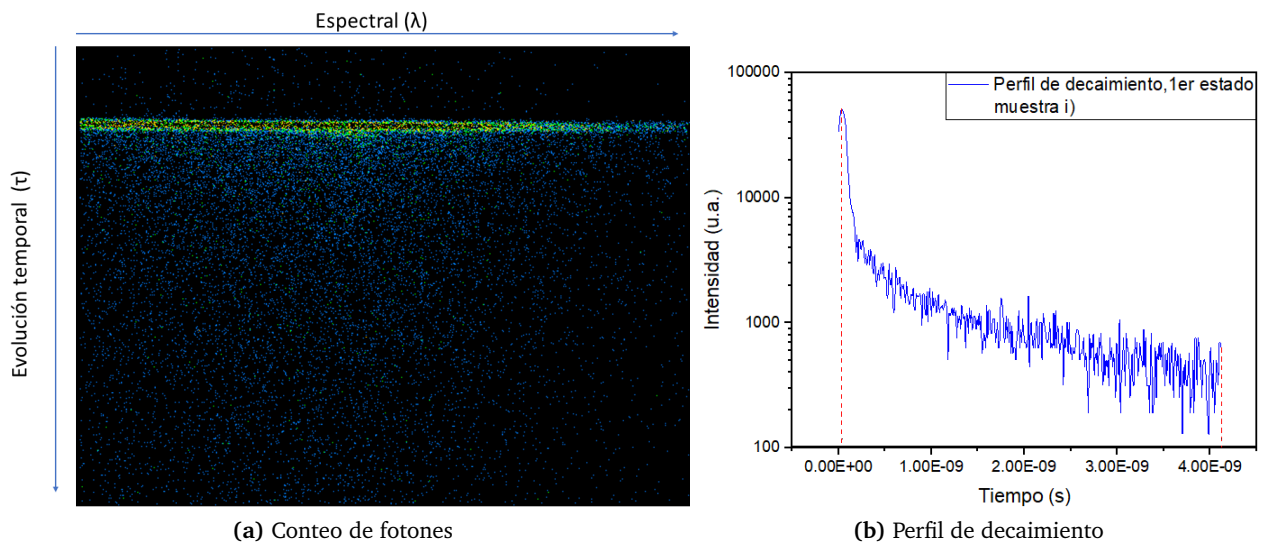 Espectral (λ)
Evolución temporal (τ)
(a) Conteo de fotones
Perfil de decaimiento,1er estado
muestra i)
Intensidad (u.a.)
100000
10000
1000
100
0.00E+00 1.00E-09 2.00E-09 3.00E-09 4.00E-09
Tiempo (s)
(b) Perfil de decaimiento